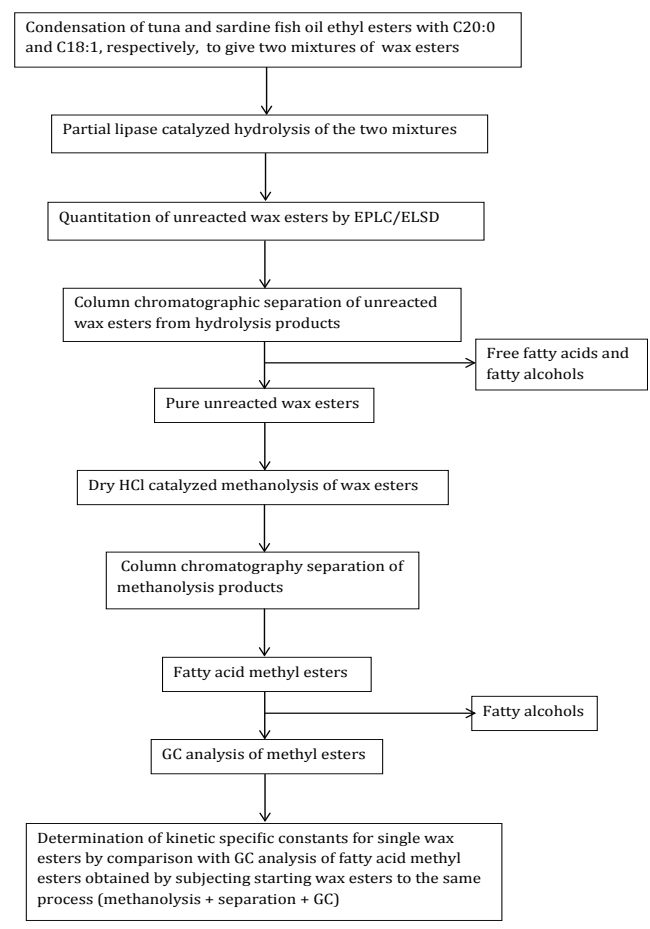 Condensation of tuna and sardine fish oil ethyl esters with C20:0
and C18:1, respectively, to give two mixtures of wax esters
Partial lipase catalyzed hydrolysis of the two mixtures
Quantitation of unreacted wax esters by EPLC/ELSD
Column chromatographic separation of unreacted
wax esters from hydrolysis products
Free fatty acids and
fatty alcohols
Pure unreacted wax esters
Dry HCl catalyzed methanolysis of wax esters
Column chromatography separation of
methanolysis products
Fatty acid methyl esters
Fatty alcohols
GC analysis of methyl esters
Determination of kinetic specific constants for single wax
esters by comparison with GC analysis of fatty acid methyl
esters obtained by subjecting starting wax esters to the same
process (methanolysis + separation + GC)